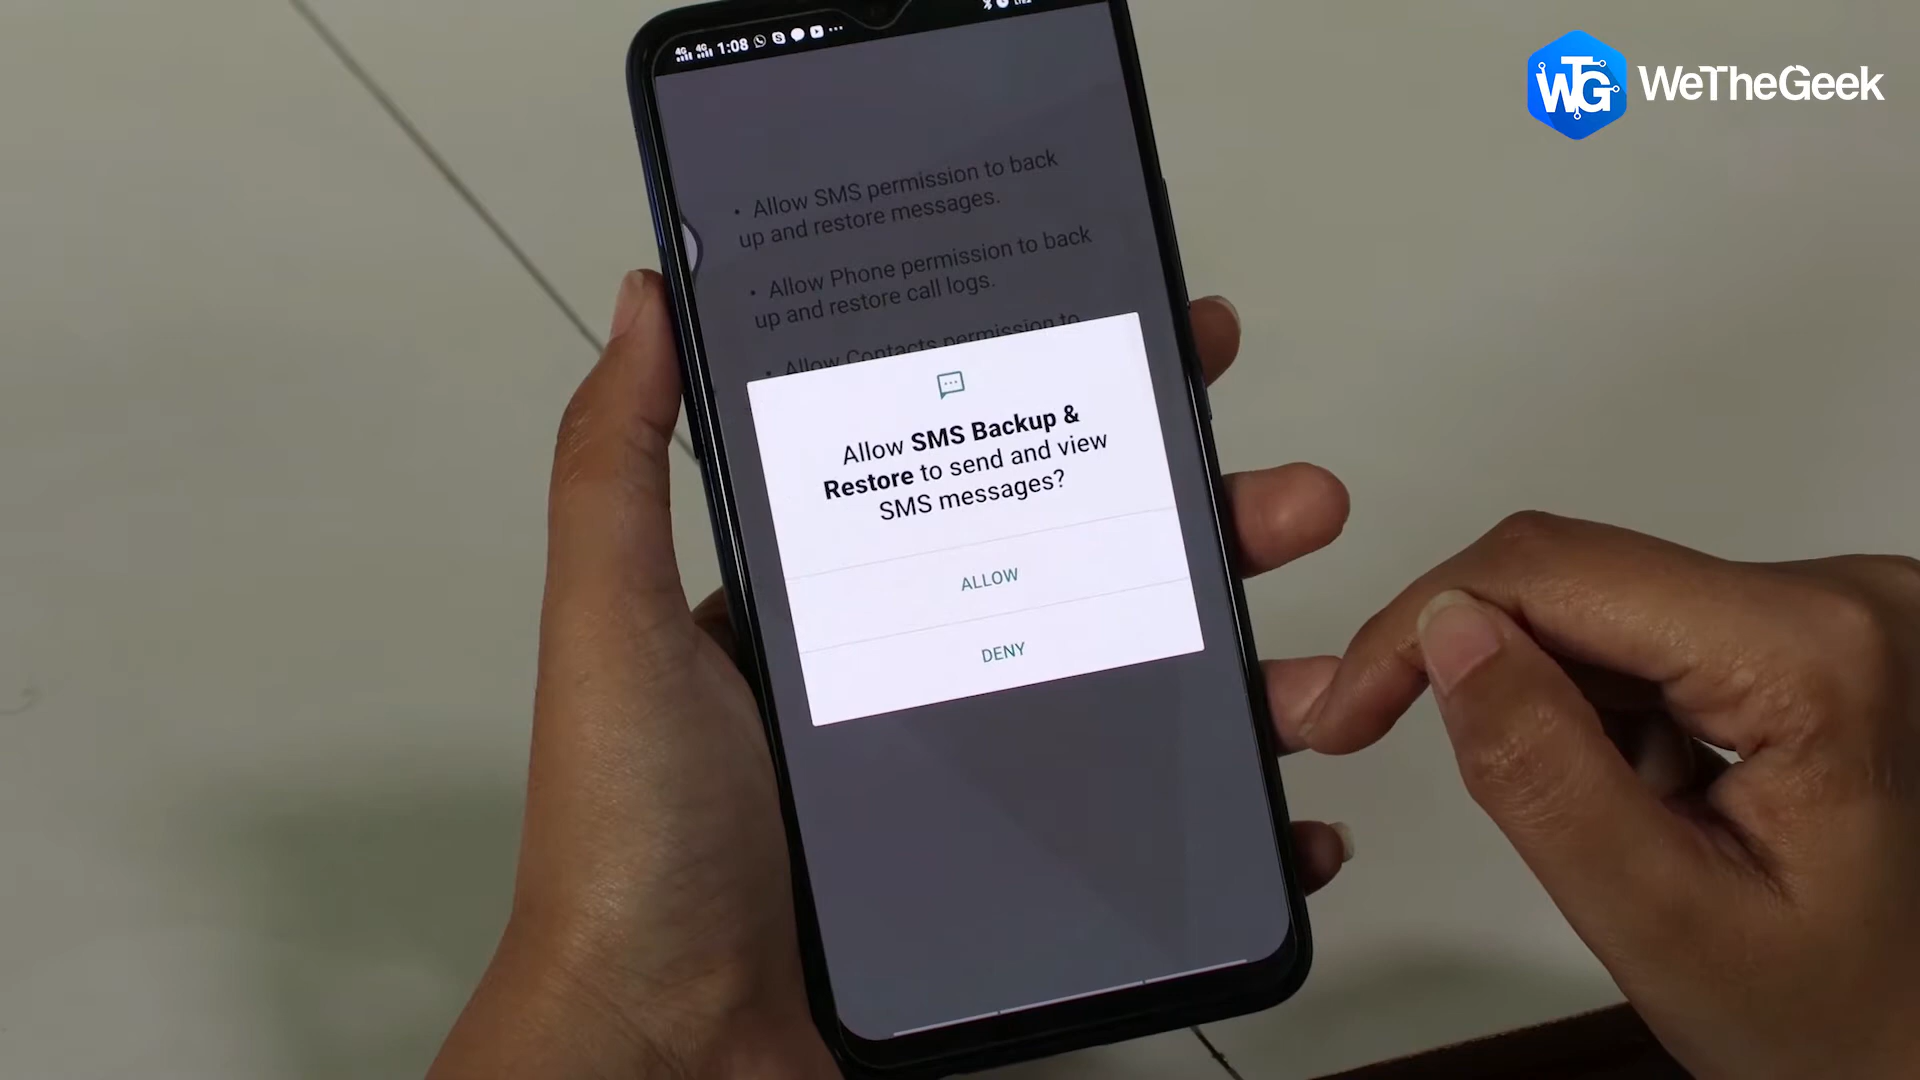 4G 4G 1:08
WTG WeTheGeek
• Allow SMS permission to back
up and restore messages.
• Allow Phone permission to back
up and restore call logs.
• Allow Contacts permission to
Allow SMS Backup &
Restore to send and view
SMS messages?
ALLOW
DENY